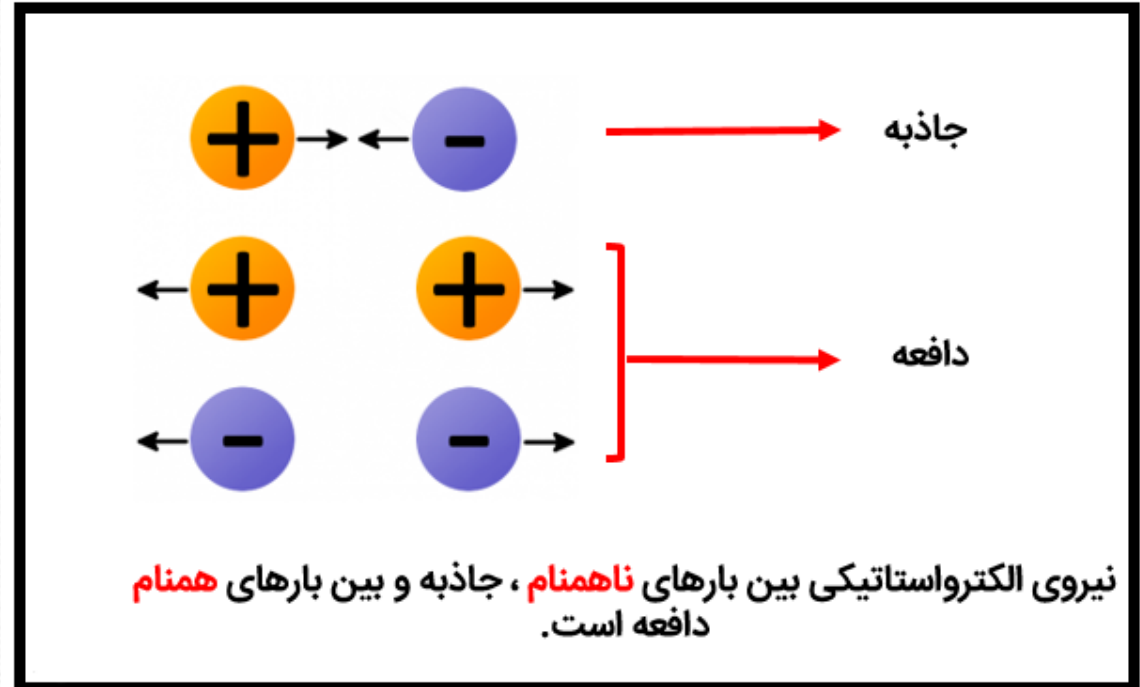 + -
جاذبه
+ +
دافعه
- -
نیروی الکترواستاتیکی بین بارهای ناهمنام ، جاذبه و بین بارهای همنام
دافعه است.